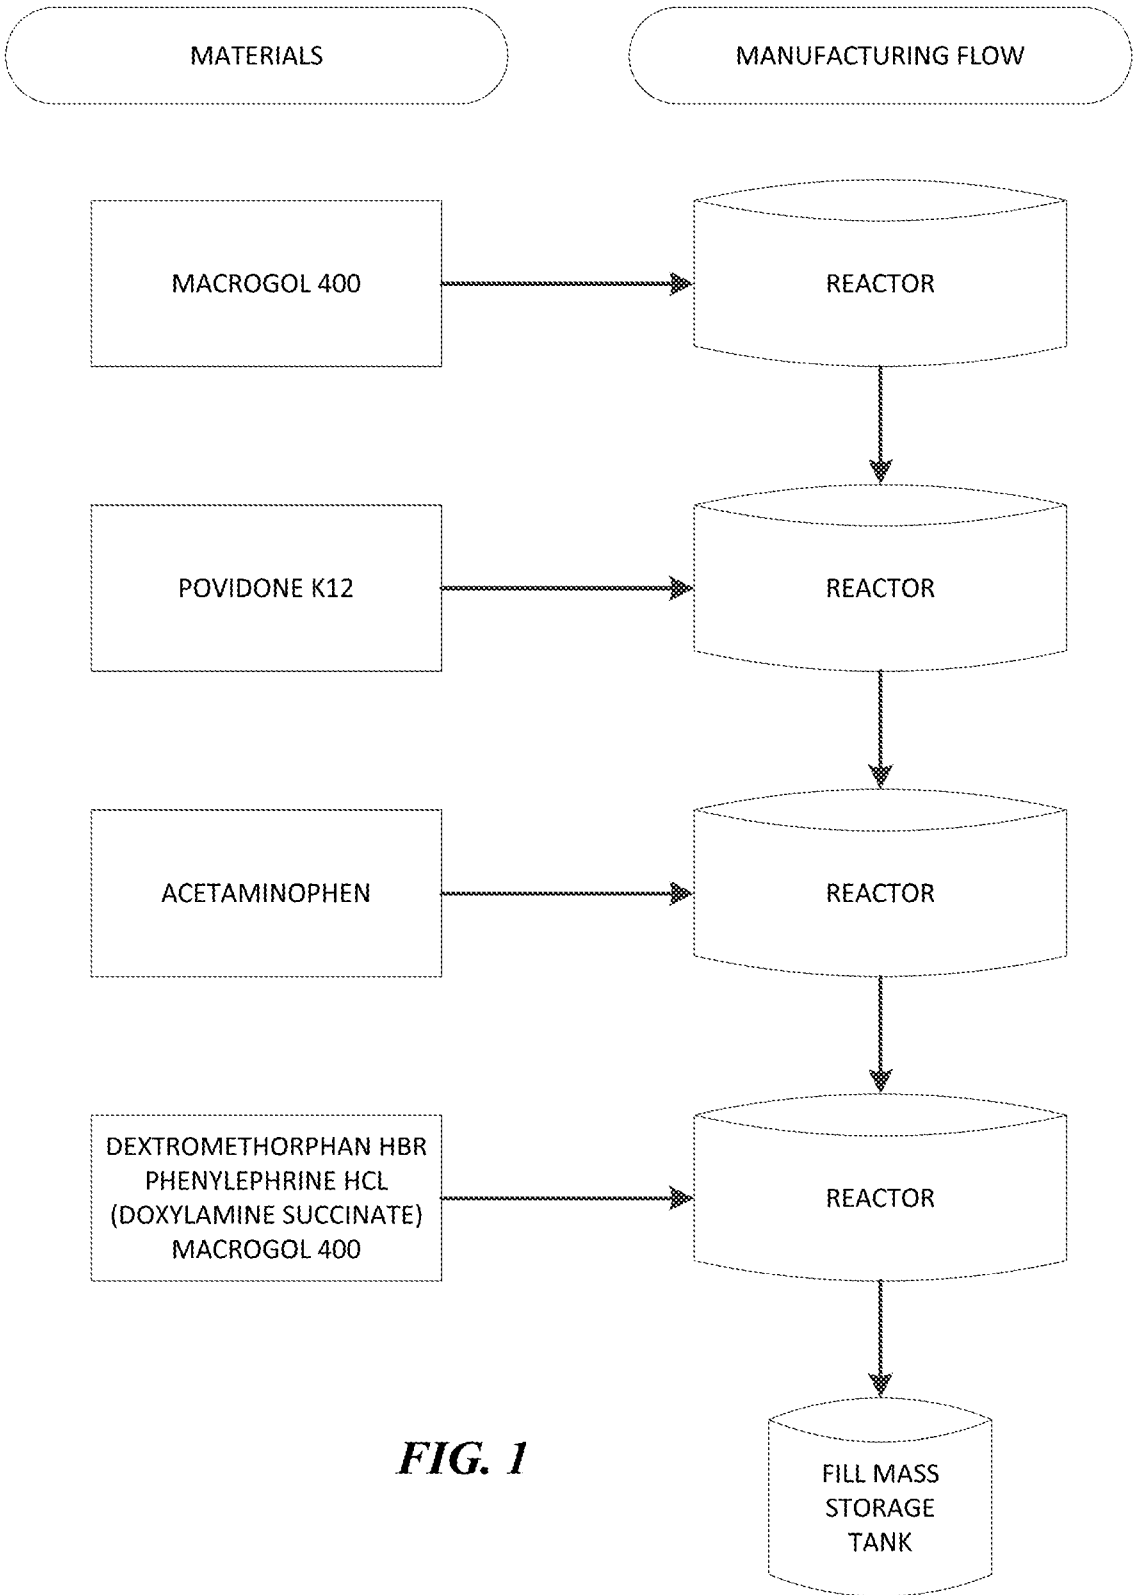 MATERIALS
MANUFACTURING FLOW
MACROGOL 400
REACTOR
POVIDONE K12
REACTOR
ACETAMINOPHEN
REACTOR
DEXTROMETHORPHAN HBR
PHENYLEPHRINE HCL
(DOXYLAMINE SUCCINATE)
MACROGOL 400
REACTOR
FILL MASS
STORAGE
TANK
FIG. 1